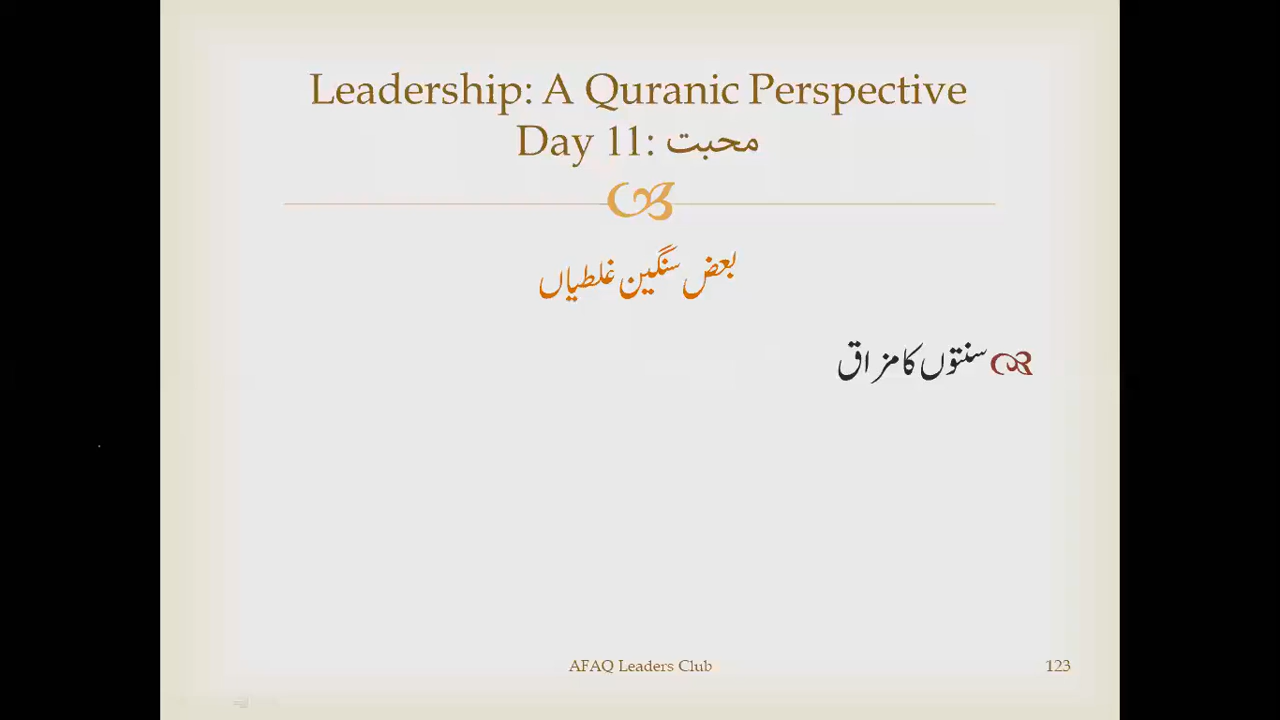 Leadership: A Quranic Perspective
Day 11: محبت
بعض سنگین غلطیاں
سنتوں کا مزاق
AFAQ Leaders Club
123